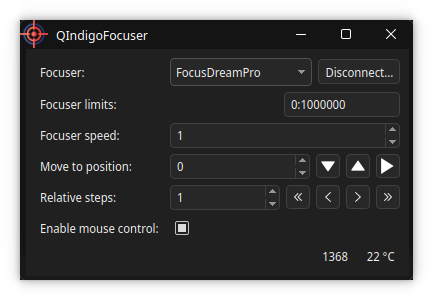 QIndigoFocuser
Focuser: FocusDreamPro Disconnect...
Focuser limits: 0:1000000
Focuser speed: 1
Move to position: 0
Relative steps: 1
Enable mouse control:
1368 22 °C